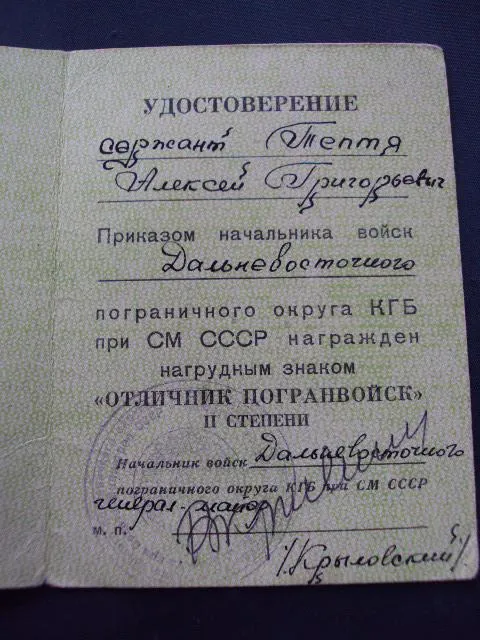 УДОСТОВЕРЕНИЕ
сержант Тептя
Алексей Григорьевич
Приказом начальника войск
Дальневосточного
пограничного округа КГБ
при СМ СССР награжден
нагрудным знаком
«ОТЛИЧНИК ПОГРАНВОЙСК»
II СТЕПЕНИ
Начальник войск Дальневосточного
пограничного округа КГБ при СМ СССР
генерал-майор
м. п.
/Крыловский/